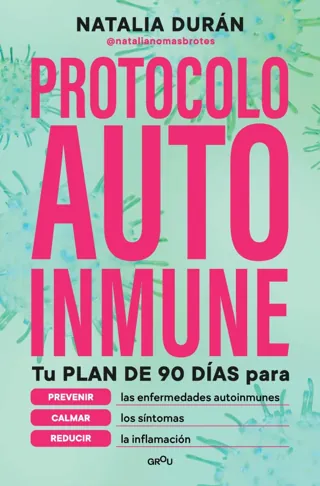 NATALIA DURÁN
@natalianomasbrotes
PROTOCOLO
AUTO
INMUNE
Tu PLAN DE 90 DÍAS para
PREVENIR las enfermedades autoinmunes
CALMAR los síntomas
REDUCIR la inflamación
GROU